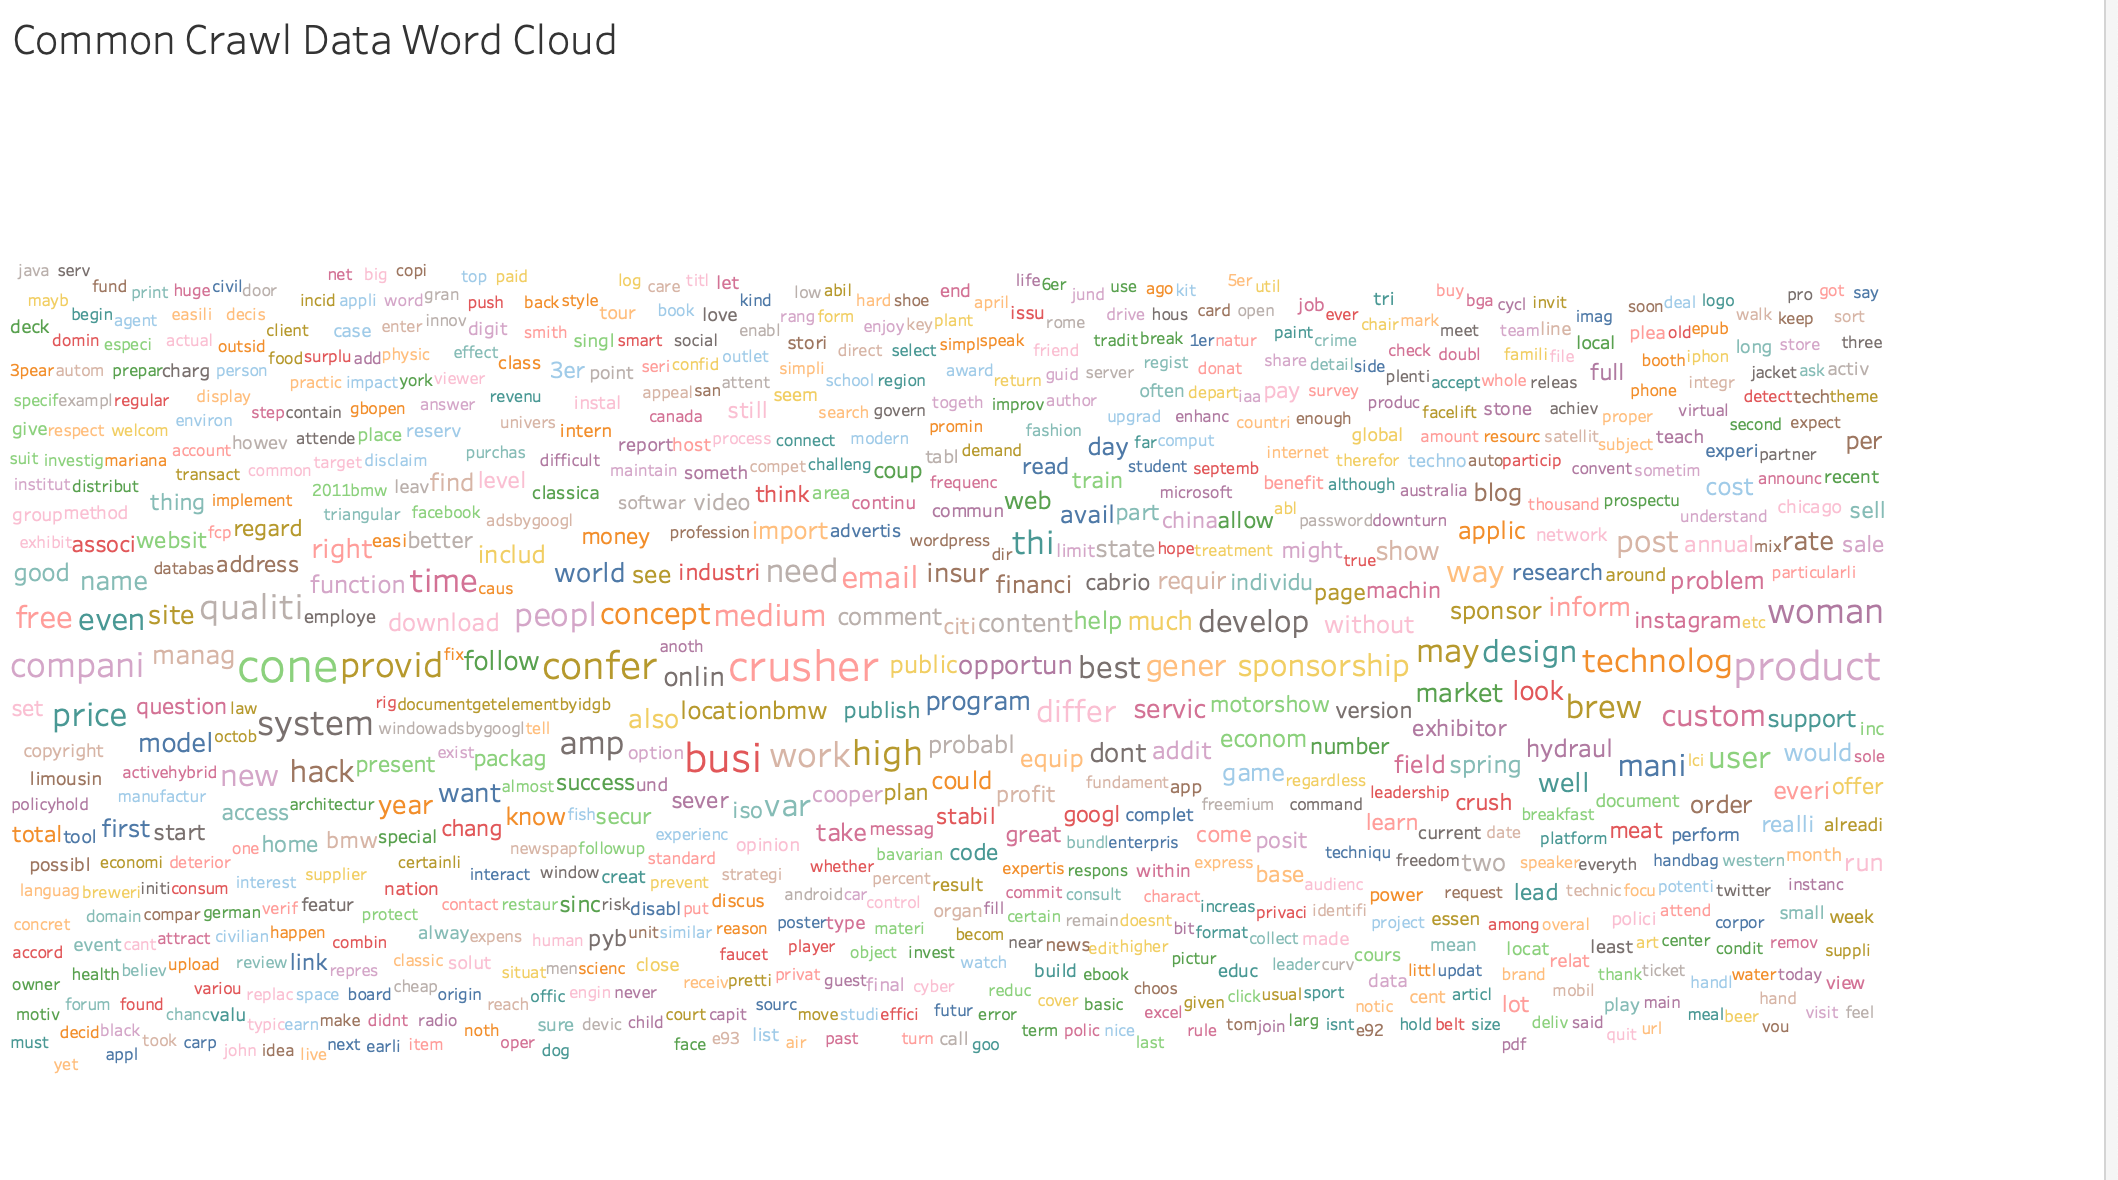 Common Crawl Data Word Cloud
java serv net big copi top paid log care titl let life 6er 5er util
fund print huge civil door incid appli word gran push back style kind low abil hard shoe end april issu jund use ago kit job ever tri buy bga cycl invit imag soon deal logo pro got say
mayb begin agent easili decis client case enter innov digit smith tour book love enabl rang form enjoy key plant rome drive hous card open paint crime chair mark meet team line local plea old epub walk keep sort
deck domin especi actual outsid food surplu add physic effect class singl smart social stori direct select simpl speak friend tradit break 1er natur share detail side check doubl famili file booth iphon long store three
3pear autom prepar charg person practic impact york viewer 3er point seri confid outlet simpli school region award return guid server regist donat plenti accept whole releas full phone integr jacket ask activ
specif exampl regular display step contain gbopen answer revenu instal appeal san attent still seem search govern togeth improv author often depart iaa pay survey produc facelift stone achiev proper virtual detect tech theme
give respect welcom environ account howev attende place reserv univers intern canada report host process connect modern promin fashion upgrad enhanc countri enough global amount resourc satellit subject teach second expect per
suit investig mariana transact common target disclaim purchas difficult maintain someth compet challeng coup tabl demand read day far comput student septemb internet therefor techno auto particip convent sometim experi partner
institut distribut thing implement 2011bmw leav find level classica softwar video think area continu frequenc commun web train microsoft benefit although australia blog thousand prospectu cost announc recent
group method triangular facebook adsbygoogl money profession import advertis wordpress avail part china allow abl password downturn applic network understand chicago sell
exhibit associ websit fcp regard right easi better includ dir thi limit state hope treatment might true show post annual mix rate sale
good name databas address function time caus world see industri need email insur financi cabrio requir individu page machin way research around problem particularli
free even site qualiti employe download peopl concept medium comment citi content help much develop without sponsor inform instagram etc woman
compani manag cone provid fix follow confer anoth onlin crusher public opportun best gener sponsorship may design technolog product
set price question law system rig documentgetelementbyidgb windowadsbygoogl tell also locationbmw publish program differ servic motorshow version market look exhibitor brew custom support inc
copyright model octob exist packag amp option busi work high probabl equip dont addit econom number hydraul mani lci user would sole
limousin activehybrid new hack present almost success und could fundament app game regardless field spring well
policyhold manufactur access architectur year want know fish secur sever iso var cooper plan profit freemium command leadership crush breakfast document order everi offer
total tool first start one home bmw special chang newspap followup experienc opinion take messag stabil great googl complet bundl enterpris come posit learn current date platform meat perform realli alreadi
possibl economi deterior certainli interact window creat standard strategi whether bavarian code expertis respons within express base techniqu freedom two speaker everyth handbag western month run
languag breweri initi consum interest supplier nation prevent android car percent control result commit consult charact audienc power request lead technic focu potenti twitter instanc
concret domain compar german verif featur protect contact restaur sinc risk disabl put discus poster type materi organ fill certain remain doesnt increas privaci identifi project essen among overal polici attend corpor small week
accord event cant attract civilian happen combin alway expens human pyb unit similar reason faucet player object invest becom near news edit higher bit format collect made mean locat least art center condit remov suppli
owner health believ upload review link repres classic solut situat men scienc close receiv pretti privat guest final cyber watch build ebook pictur educ leader curv cours data littl updat brand relat thank ticket handl water today view
motiv forum found variou replac space board cheap origin reach offic engin never court capit sourc move studi effici futur error reduc cover basic choos excel given click usual sport notic cent articl lot mobil play main meal beer hand visit feel
must decid black took chanc valu typic earn make didnt radio noth sure devic child term polic nice rule tom join larg isnt e92 hold belt size deliv said quit url vou
yet appl carp john idea live next earli item oper dog face e93 list air past turn call goo last pdf